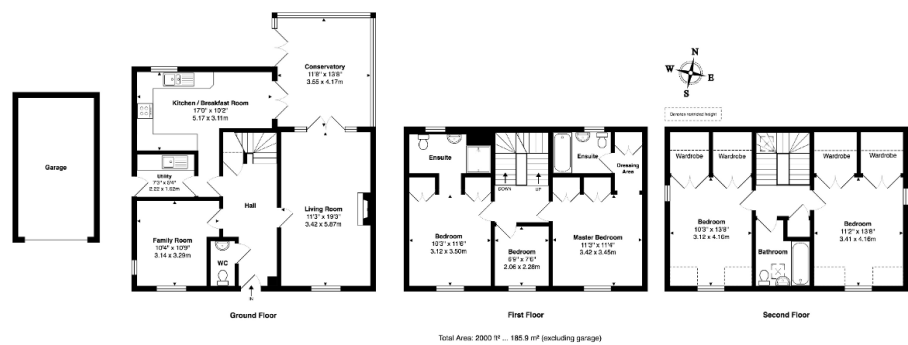 Garage
Conservatory
11'8" x 13'8"
3.55 x 4.17m
Kitchen / Breakfast Room
17'0" x 10'2"
5.17 x 3.11m
Utility
7'3" x 5'4"
2.22 x 1.62m
Hall
Living Room
11'3" x 19'3"
3.42 x 5.87m
Family Room
10'4" x 10'9"
3.14 x 3.29m
WC
IN
Ground Floor
Ensuite
DOWN
UP
Ensuite
Dressing
Area
Bedroom
10'3" x 11'6"
3.12 x 3.50m
Bedroom
6'9" x 7'6"
2.06 x 2.28m
Master Bedroom
11'3" x 11'4"
3.42 x 3.45m
First Floor
N
W
E
S
Denotes restricted height
Wardrobe
Wardrobe
Wardrobe
Wardrobe
Bedroom
10'3" x 13'8"
3.12 x 4.16m
Bathroom
Bedroom
11'2" x 13'8"
3.41 x 4.16m
Second Floor
Total Area: 2000 ft² ... 185.9 m² (excluding garage)